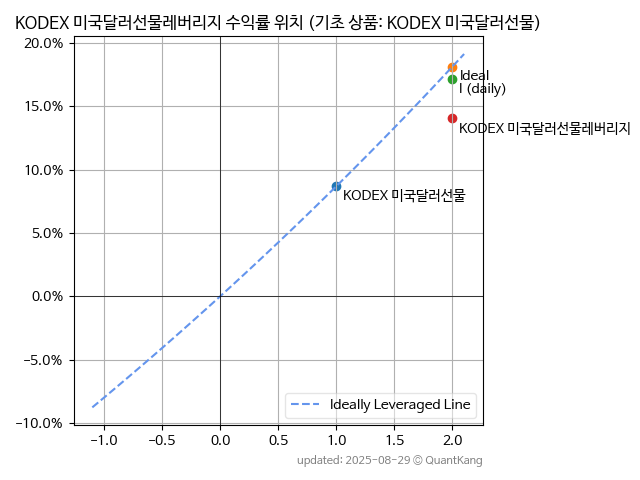 KODEX 미국달러선물레버리지 수익률 위치 (기초 상품: KODEX 미국달러선물)
20.0%
15.0%
10.0%
5.0%
0.0%
−5.0%
−10.0%
Ideal
I (daily)
KODEX 미국달러선물레버리지
KODEX 미국달러선물
Ideally Leveraged Line
−1.0 −0.5 0.0 0.5 1.0 1.5 2.0
updated: 2025-08-29 © QuantKang